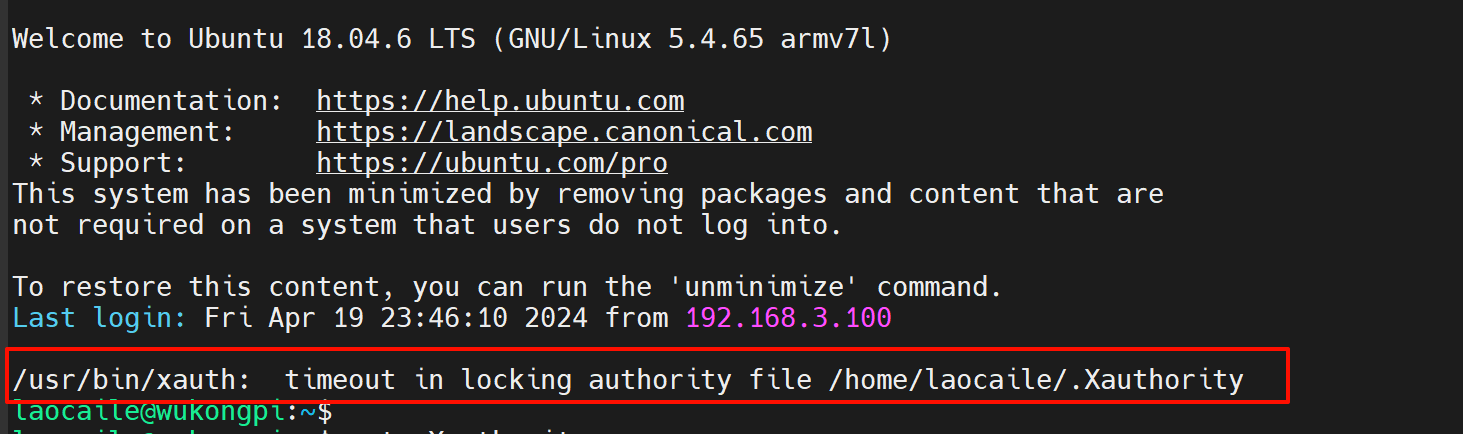 Welcome to Ubuntu 18.04.6 LTS (GNU/Linux 5.4.65 armv7l)
 * Documentation:  https://help.ubuntu.com
 * Management:     https://landscape.canonical.com
 * Support:        https://ubuntu.com/pro
This system has been minimized by removing packages and content that are
not required on a system that users do not log into.
To restore this content, you can run the 'unminimize' command.
Last login: Fri Apr 19 23:46:10 2024 from 192.168.3.100
/usr/bin/xauth:  timeout in locking authority file /home/laocaile/.Xauthority
laocaile@wukongpi:~$